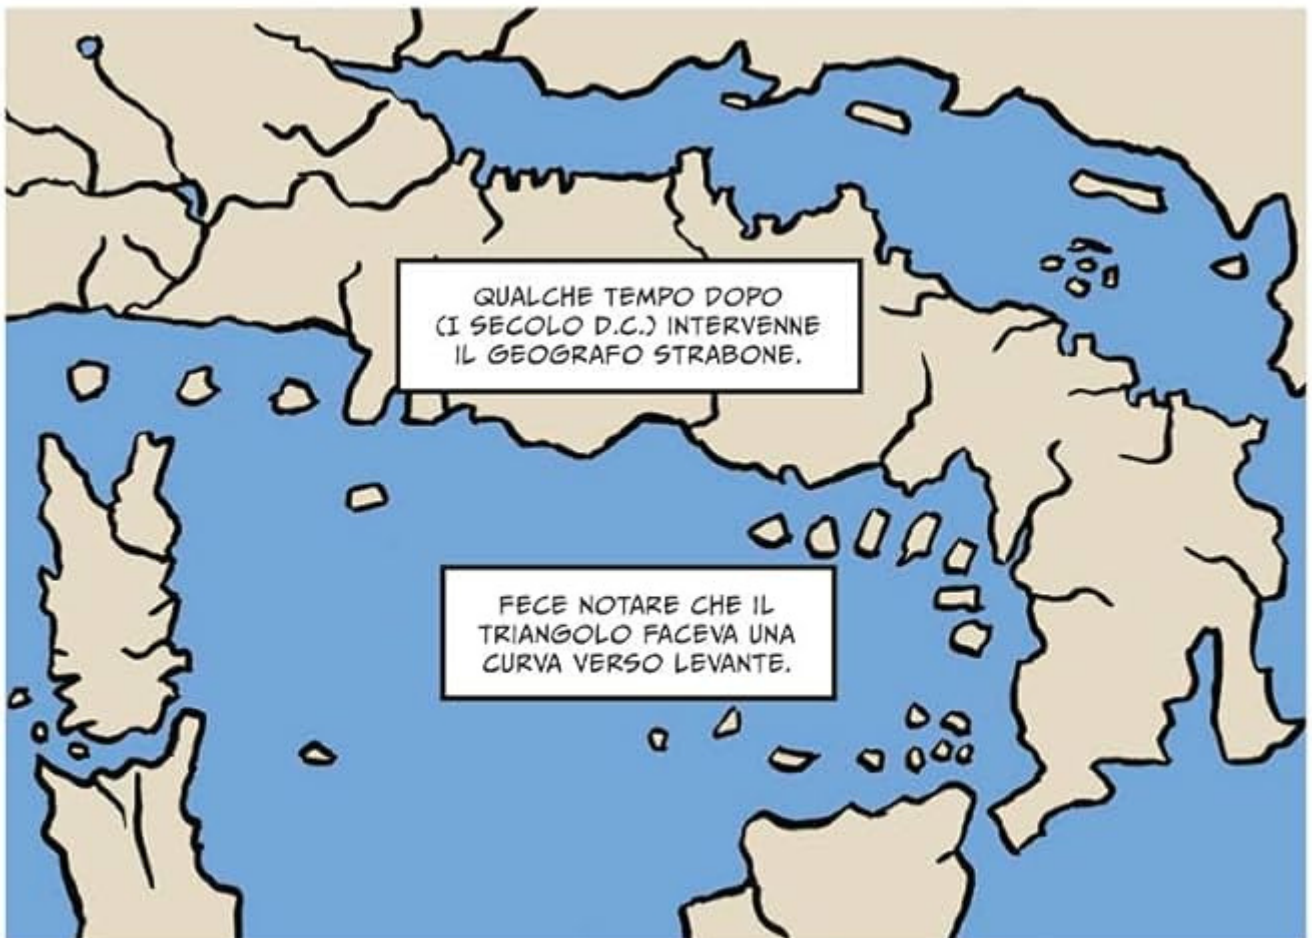 QUALCHE TEMPO DOPO
(I SECOLO D.C.) INTERVENNE
IL GEOGRAFO STRABONE.
FECE NOTARE CHE IL
TRIANGOLO FACEVA UNA
CURVA VERSO LEVANTE.